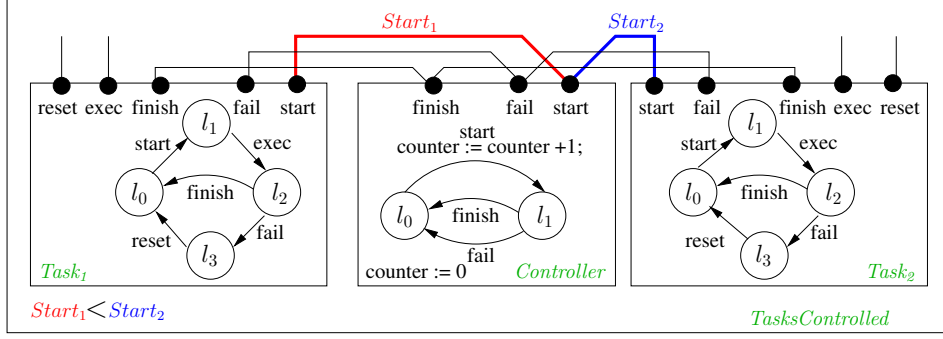 Start₁ Start₂
reset exec finish fail start finish fail start start fail finish exec reset
l₁ start l₁
start exec counter := counter +1; start exec
l₀ finish l₂ l₀ finish l₁ l₀ finish l₂
reset fail fail reset fail
l₃ l₃
Task₁ counter := 0 Controller Task₂
Start₁<Start₂
TasksControlled